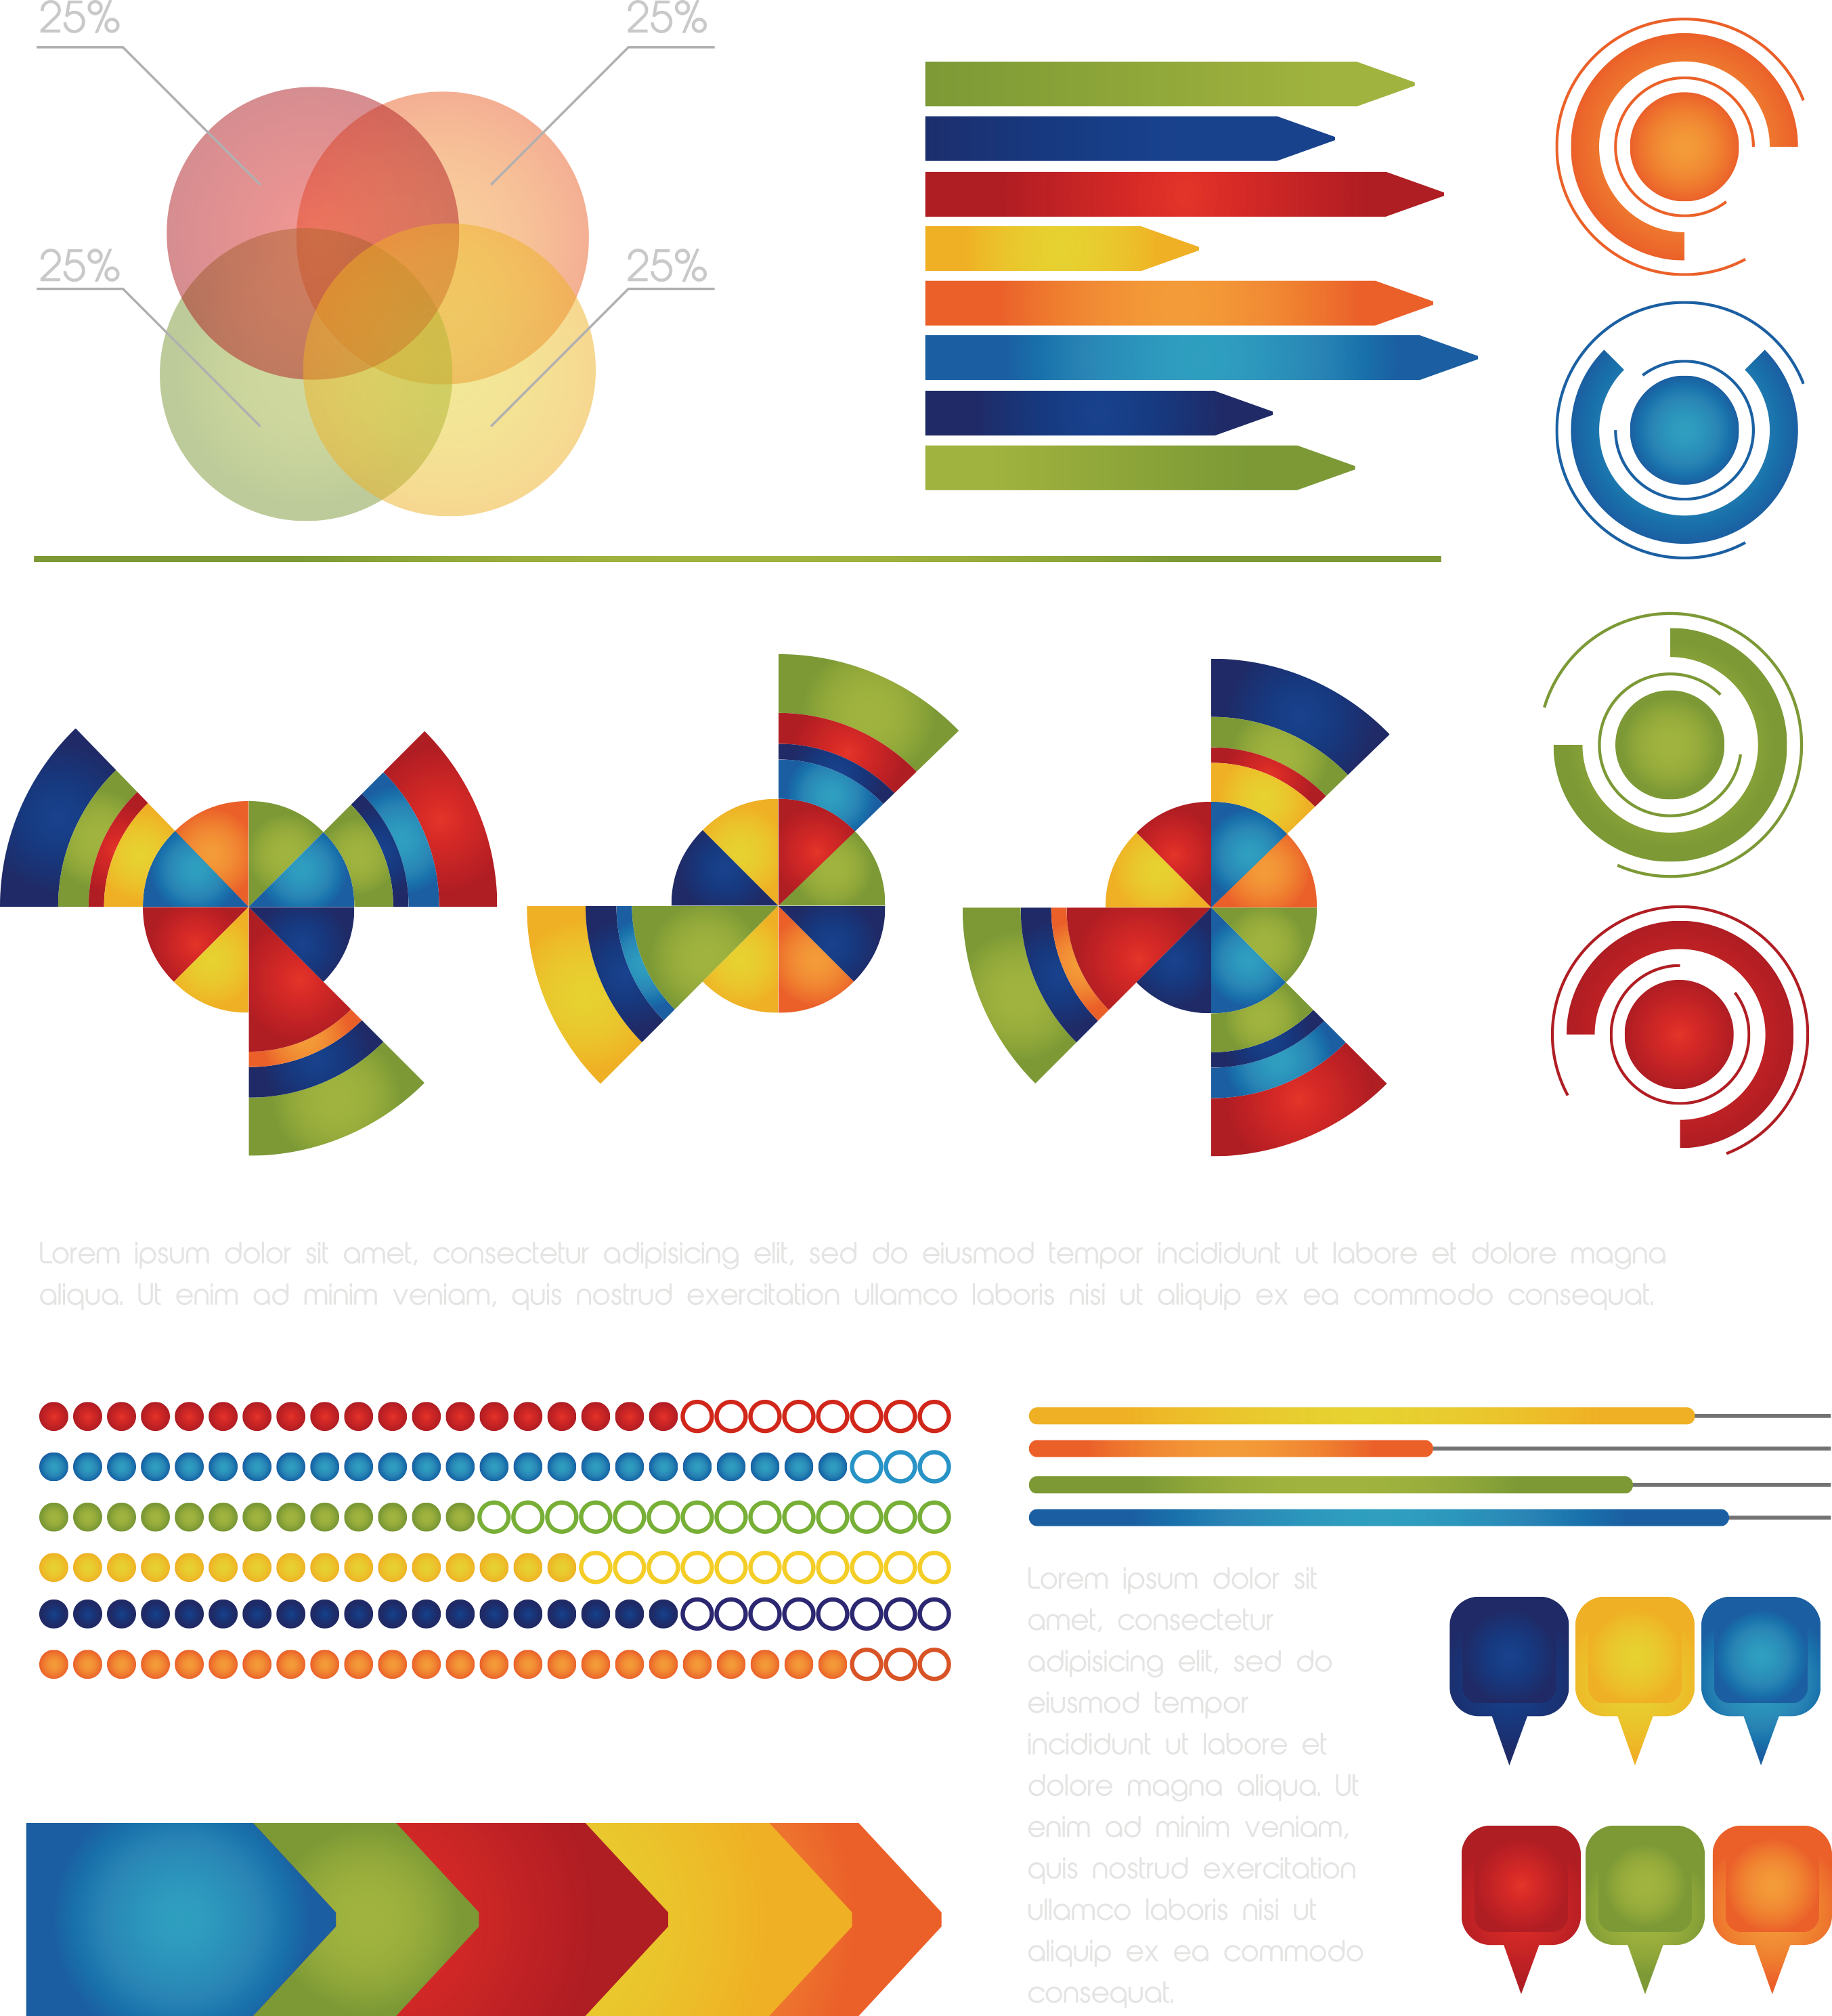 25%
25%
25%
25%
Lorem ipsum dolor sit amet, consectetur adipisicing elit, sed do eiusmod tempor incididunt ut labore et dolore magna
aliqua. Ut enim ad minim veniam, quis nostrud exercitation ullamco laboris nisi ut aliquip ex ea commodo consequat.
Lorem ipsum dolor sit
amet, consectetur
adipisicing elit, sed do
eiusmod tempor
incididunt ut labore et
dolore magna aliqua. Ut
enim ad minim veniam,
quis nostrud exercitation
ullamco laboris nisi ut
aliquip ex ea commodo
consequat.